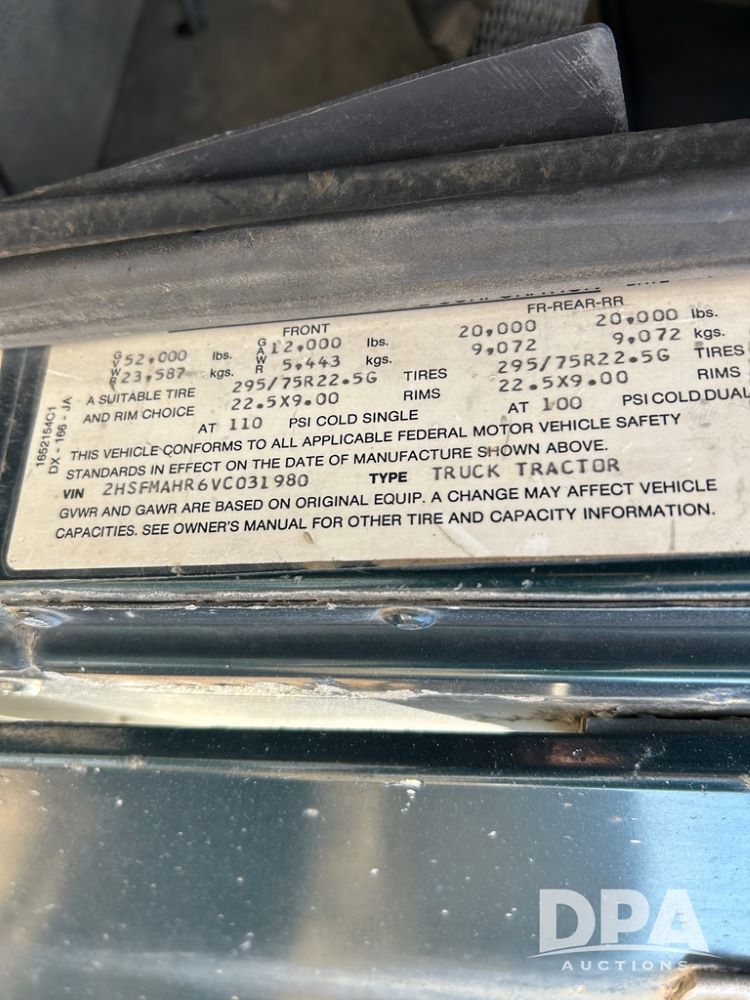 FRONT FR-REAR-RR
GVWR 52,000 lbs. GAWR 12,000 lbs. 20,000 20,000 lbs.
23,587 kgs. 5,443 kgs. 9,072 9,072 kgs.
A SUITABLE TIRE 295/75R22.5G TIRES 295/75R22.5G TIRES
AND RIM CHOICE 22.5X9.00 RIMS 22.5X9.00 RIMS
AT 110 PSI COLD SINGLE AT 100 PSI COLD DUAL
THIS VEHICLE CONFORMS TO ALL APPLICABLE FEDERAL MOTOR VEHICLE SAFETY
STANDARDS IN EFFECT ON THE DATE OF MANUFACTURE SHOWN ABOVE.
VIN 2HSFMAHR6VC031980 TYPE TRUCK TRACTOR
GVWR AND GAWR ARE BASED ON ORIGINAL EQUIP. A CHANGE MAY AFFECT VEHICLE
CAPACITIES. SEE OWNER'S MANUAL FOR OTHER TIRE AND CAPACITY INFORMATION.
1652154C1
DX - 166 - JA
DPA
AUCTIONS